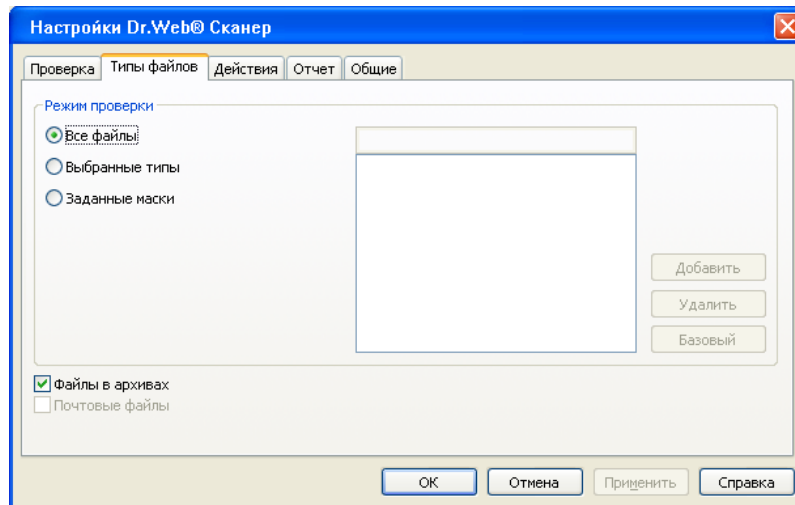 Настройки Dr.Web® Сканер
Проверка Типы файлов Действия Отчет Общие
Режим проверки
Все файлы
Выбранные типы
Заданные маски
Добавить
Удалить
Базовый
Файлы в архивах
Почтовые файлы
ОК Отмена Применить Справка